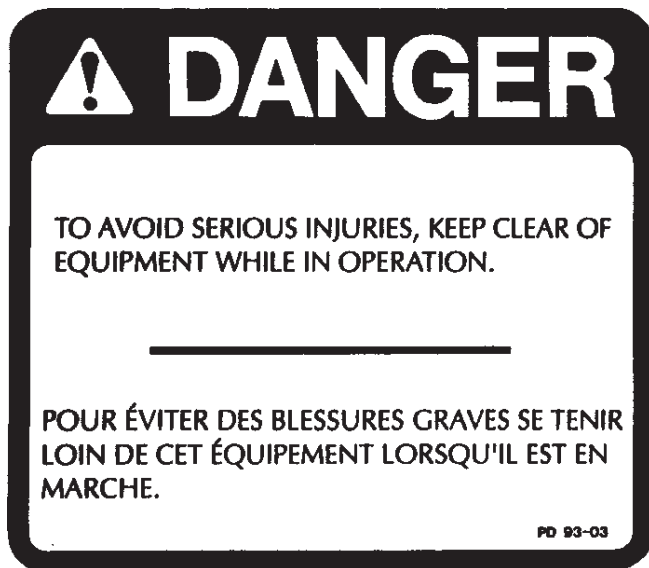 DANGER
TO AVOID SERIOUS INJURIES, KEEP CLEAR OF
EQUIPMENT WHILE IN OPERATION.
POUR ÉVITER DES BLESSURES GRAVES SE TENIR
LOIN DE CET ÉQUIPEMENT LORSQU'IL EST EN
MARCHE.
PD 93-03